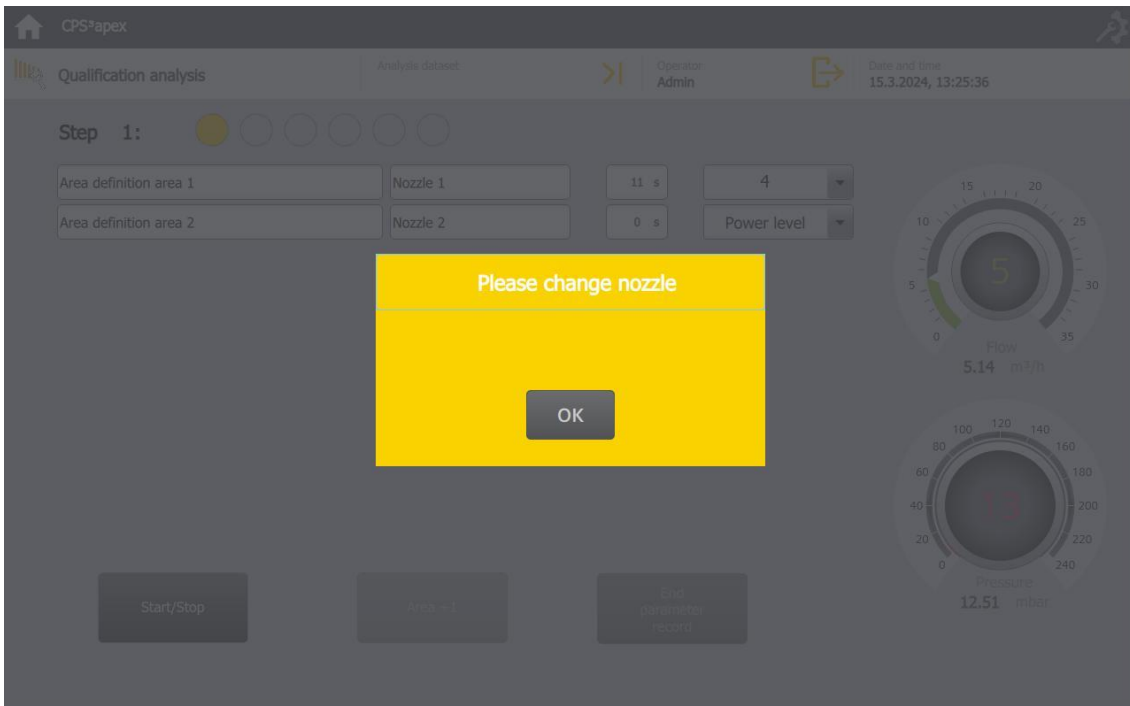 CPS³apex
Qualification analysis
Analysis dataset
Operator
Admin
Date and time
15.3.2024, 13:25:36
Step 1:
Area definition area 1 Nozzle 1 11 s 4
Area definition area 2 Nozzle 2 0 s Power level
Please change nozzle
OK
0 5 10 15 20 25 30 35
5
Flow
5.14 m³/h
0 20 40 60 80 100 120 140 160 180 200 220 240
13
Pressure
12.51 mbar
Start/Stop
Area +1
End
parameter
record